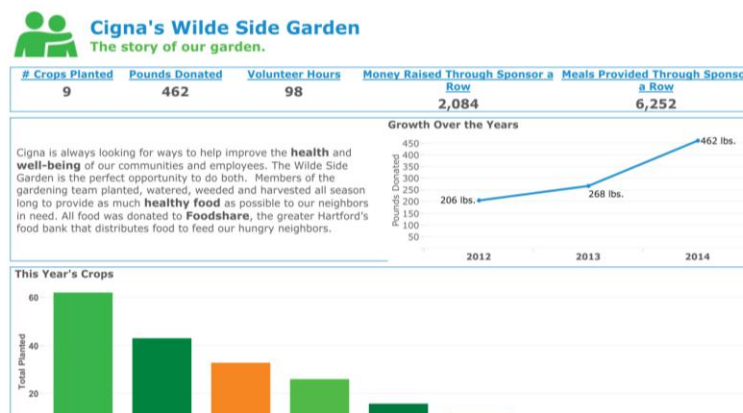 Cigna's Wilde Side Garden
The story of our garden.
# Crops Planted
9
Pounds Donated
462
Volunteer Hours
98
Money Raised Through Sponsor a
Row
2,084
Meals Provided Through Sponso
a Row
6,252
Cigna is always looking for ways to help improve the health and
well-being of our communities and employees. The Wilde Side
Garden is the perfect opportunity to do both. Members of the
gardening team planted, watered, weeded and harvested all season
long to provide as much healthy food as possible to our neighbors
in need. All food was donated to Foodshare, the greater Hartford's
food bank that distributes food to feed our hungry neighbors.
Growth Over the Years
Pounds Donated
450
400
350
300
250
200
150
100
50
206 lbs.
268 lbs.
462 lbs.
2012
2013
2014
This Year's Crops
Total Planted
60
40
20